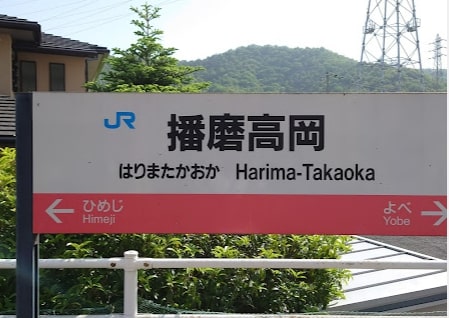 JR 播磨高岡
はりまたかおか Harima-Takaoka
← ひめじ よべ →
Himeji Yobe